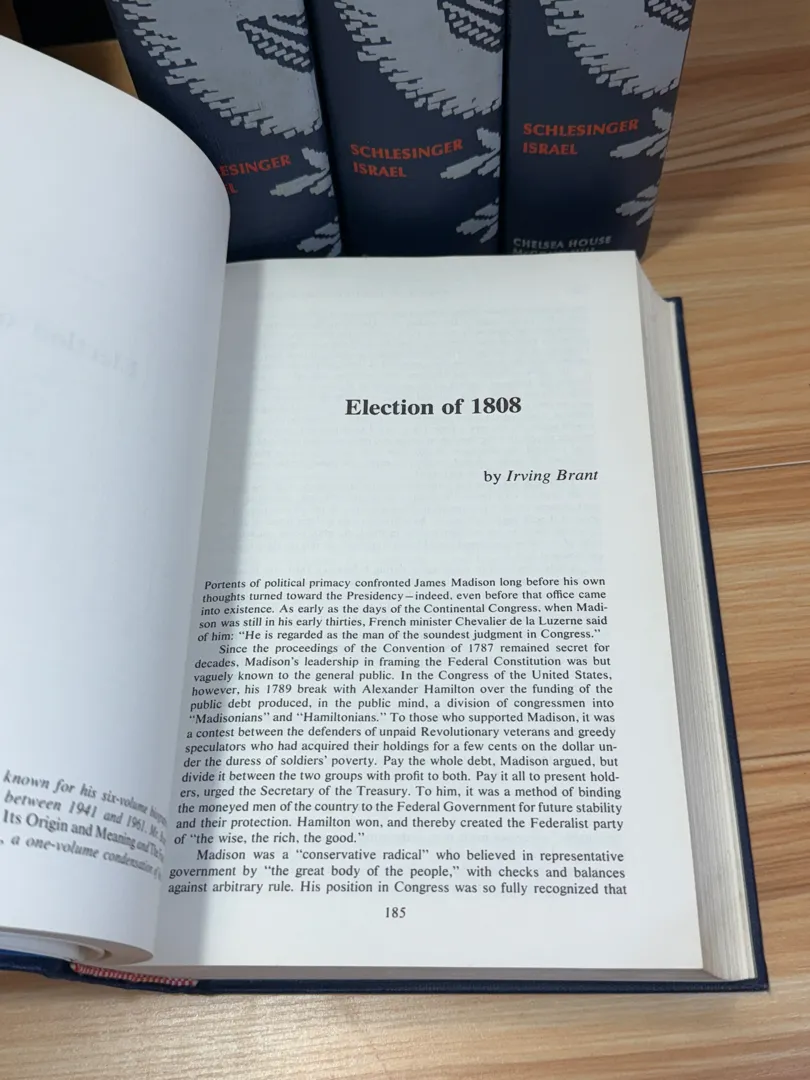 ESINGER
EL
SCHLESINGER
ISRAEL
SCHLESINGER
ISRAEL
CHELSEA HOUSE
known for his six-volume
between 1941 and 1961. Mr.
Its Origin and Meaning and The
, a one-volume condensation
Election of 1808
by Irving Brant
Portents of political primacy confronted James Madison long before his own
thoughts turned toward the Presidency—indeed, even before that office came
into existence. As early as the days of the Continental Congress, when Madi-
son was still in his early thirties, French minister Chevalier de la Luzerne said
of him: “He is regarded as the man of the soundest judgment in Congress.”
Since the proceedings of the Convention of 1787 remained secret for
decades, Madison’s leadership in framing the Federal Constitution was but
vaguely known to the general public. In the Congress of the United States,
however, his 1789 break with Alexander Hamilton over the funding of the
public debt produced, in the public mind, a division of congressmen into
“Madisonians” and “Hamiltonians.” To those who supported Madison, it was
a contest between the defenders of unpaid Revolutionary veterans and greedy
speculators who had acquired their holdings for a few cents on the dollar un-
der the duress of soldiers’ poverty. Pay the whole debt, Madison argued, but
divide it between the two groups with profit to both. Pay it all to present hold-
ers, urged the Secretary of the Treasury. To him, it was a method of binding
the moneyed men of the country to the Federal Government for future stability
and their protection. Hamilton won, and thereby created the Federalist party
of “the wise, the rich, the good.”
Madison was a “conservative radical” who believed in representative
government by “the great body of the people,” with checks and balances
against arbitrary rule. His position in Congress was so fully recognized that
185